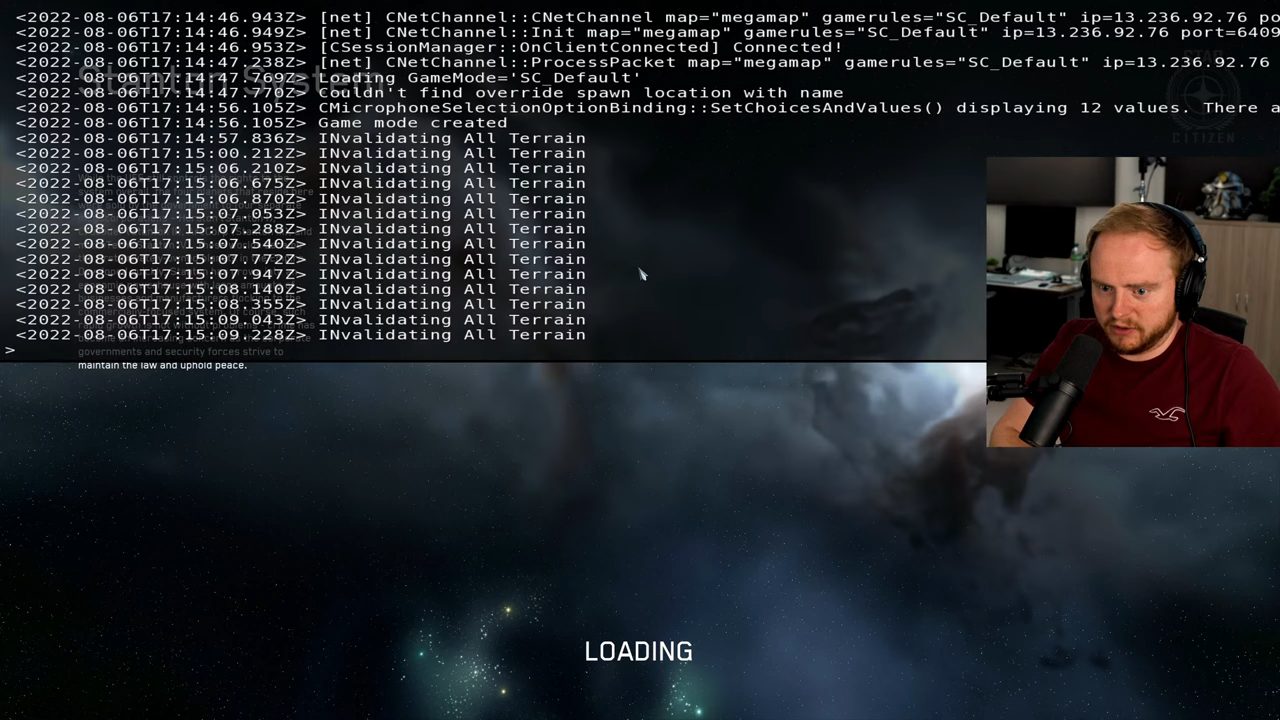 <2022-08-06T17:14:46.943Z> [net] CNetChannel::CNetChannel map="megamap" gamerules="SC_Default" ip=13.236.92.76 po
<2022-08-06T17:14:46.949Z> [net] CNetChannel::Init map="megamap" gamerules="SC_Default" ip=13.236.92.76 port=6409
<2022-08-06T17:14:46.953Z> [CSessionManager::OnClientConnected] Connected!
<2022-08-06T17:14:47.238Z> [net] CNetChannel::ProcessPacket map="megamap" gamerules="SC_Default" ip=13.236.92.76
<2022-08-06T17:14:47.769Z> Loading GameMode='SC_Default'
Stanton System
<2022-08-06T17:14:47.770Z> Couldn't find override spawn location with name
<2022-08-06T17:14:56.105Z> CMicrophoneSelectionOptionBinding::SetChoicesAndValues() displaying 12 values. There a
<2022-08-06T17:14:56.105Z> Game mode created
STAR
CITIZEN
<2022-08-06T17:14:57.836Z> INvalidating All Terrain
<2022-08-06T17:15:00.212Z> INvalidating All Terrain
<2022-08-06T17:15:06.210Z> INvalidating All Terrain
<2022-08-06T17:15:06.675Z> INvalidating All Terrain
<2022-08-06T17:15:06.870Z> INvalidating All Terrain
<2022-08-06T17:15:07.053Z> INvalidating All Terrain
<2022-08-06T17:15:07.288Z> INvalidating All Terrain
<2022-08-06T17:15:07.540Z> INvalidating All Terrain
<2022-08-06T17:15:07. INvalidating All Terrain
<2022-08-06T17:15:07.947Z> INvalidating All Terrain
<2022-08-06T17:15:08.140Z> INvalidating All Terrain
<2022-08-06T17:15:08.355Z> INvalidating All Terrain
<2022-08-06T17:15:09.043Z> INvalidating All Terrain
<2022-08-06T17:15:09.228Z> INvalidating All Terrain
>
governments and security forces strive to
maintain the law and uphold peace.
LOADING